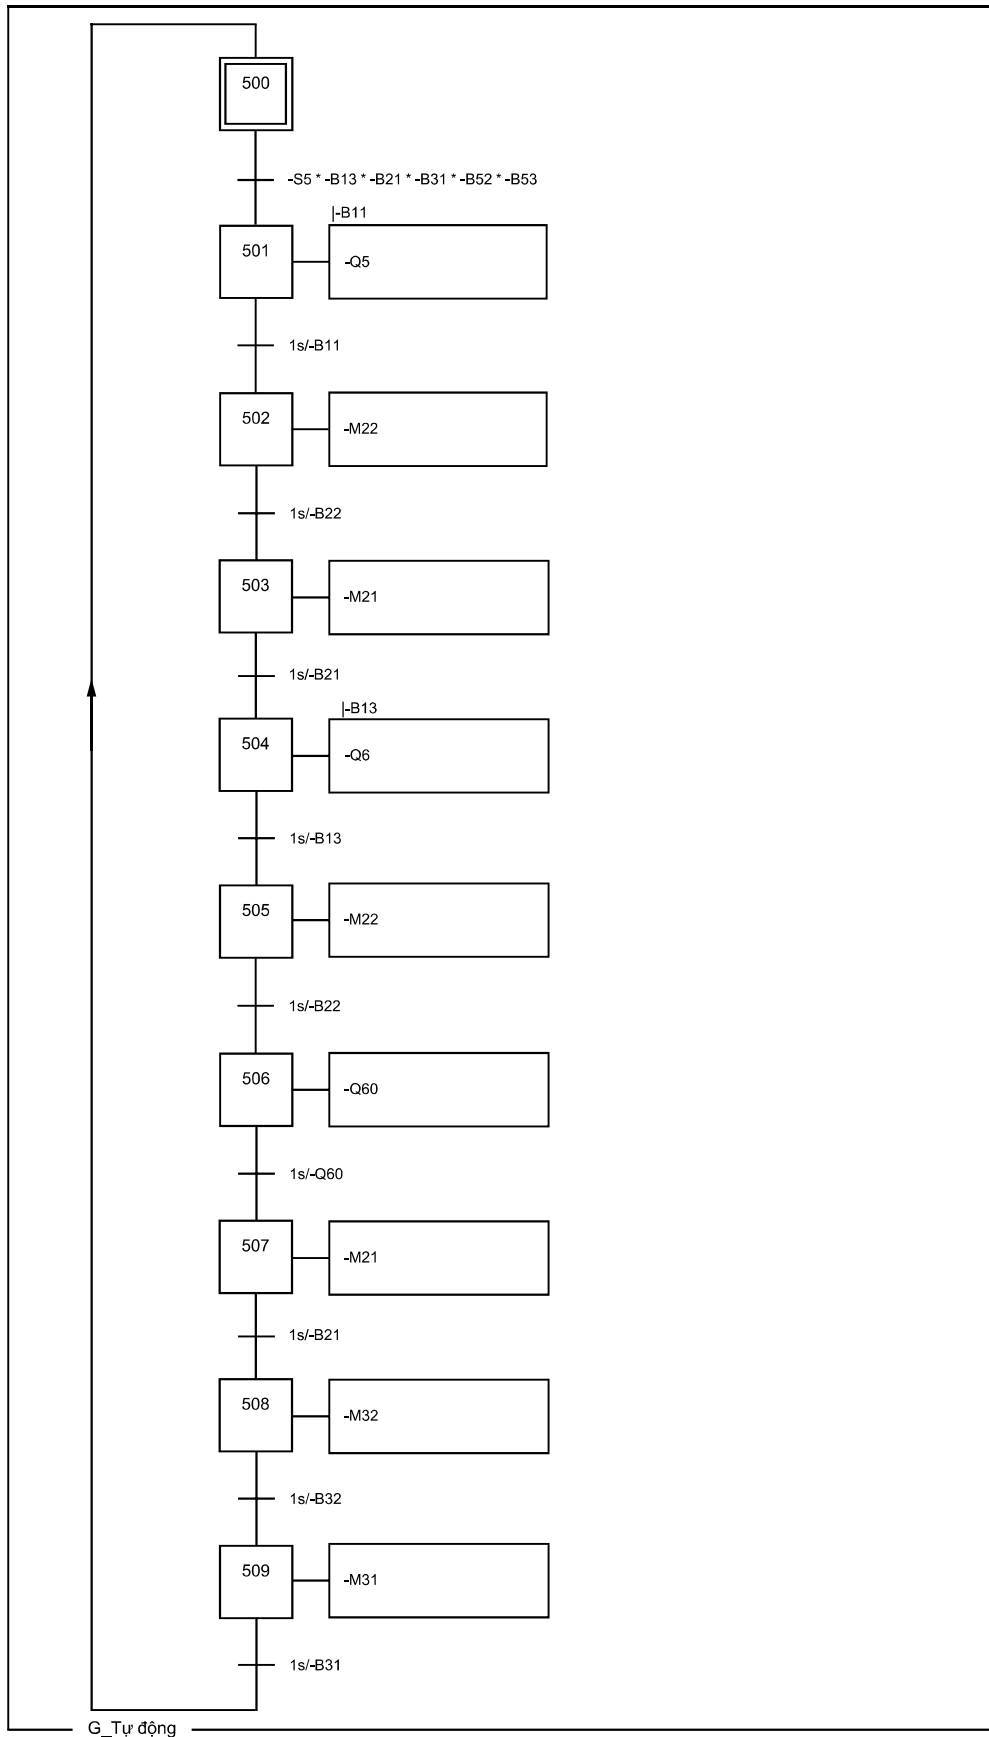 500
-S5 * -B13 * -B21 * -B31 * -B52 * -B53
|-B11
501
-Q5
1s/-B11
502
-M22
1s/-B22
503
-M21
1s/-B21
|-B13
504
-Q6
1s/-B13
505
-M22
1s/-B22
506
-Q60
1s/-Q60
507
-M21
1s/-B21
508
-M32
1s/-B32
509
-M31
1s/-B31
G_Tự động